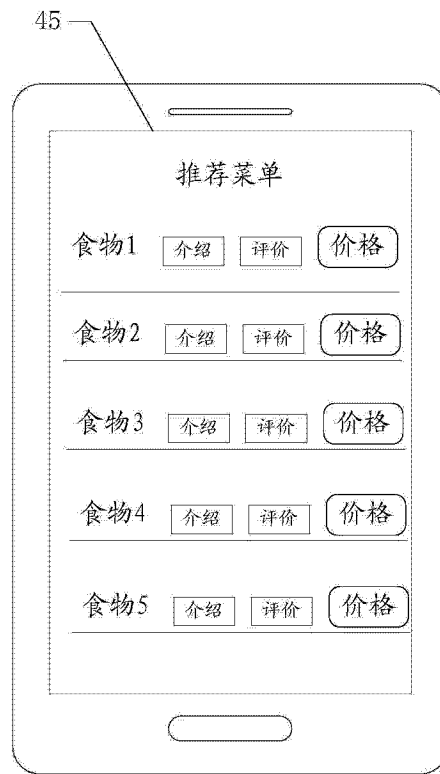 45
推荐菜单
食物1 介绍 评价 价格
食物2 介绍 评价 价格
食物3 介绍 评价 价格
食物4 介绍 评价 价格
食物5 介绍 评价 价格